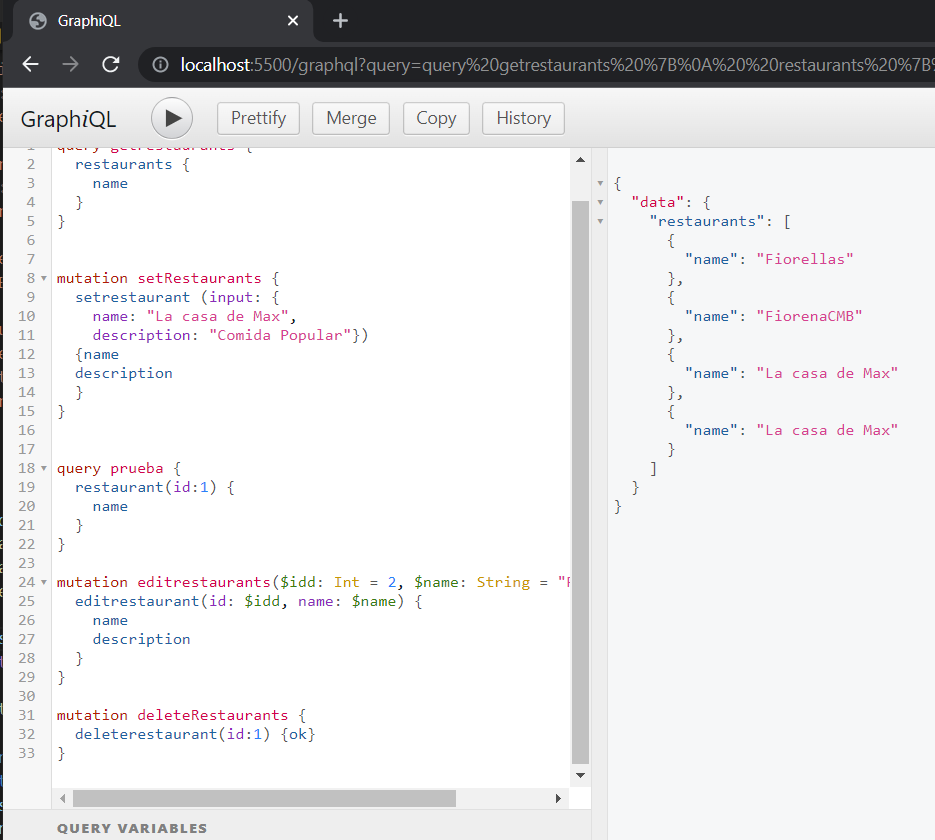 GraphiQL
localhost:5500/graphql?query=query%20getrestaurants%20%7B%0A%20%20restaurants%20%7B%
GraphiQL
Prettify
Merge
Copy
History
1 query getrestaurants {
2   restaurants {
3     name
4   }
5 }
6
7
8 mutation setRestaurants {
9   setrestaurant (input: {
10     name: "La casa de Max",
11     description: "Comida Popular"})
12   {name
13   description
14   }
15 }
16
17
18 query prueba {
19   restaurant(id:1) {
20     name
21   }
22 }
23
24 mutation editrestaurants($idd: Int = 2, $name: String = "
25   editrestaurant(id: $idd, name: $name) {
26     name
27     description
28   }
29 }
30
31 mutation deleteRestaurants {
32   deleterestaurant(id:1) {ok}
33 }
QUERY VARIABLES
{
  "data": {
    "restaurants": [
      {
        "name": "Fiorellas"
      },
      {
        "name": "FiorenaCMB"
      },
      {
        "name": "La casa de Max"
      },
      {
        "name": "La casa de Max"
      }
    ]
  }
}